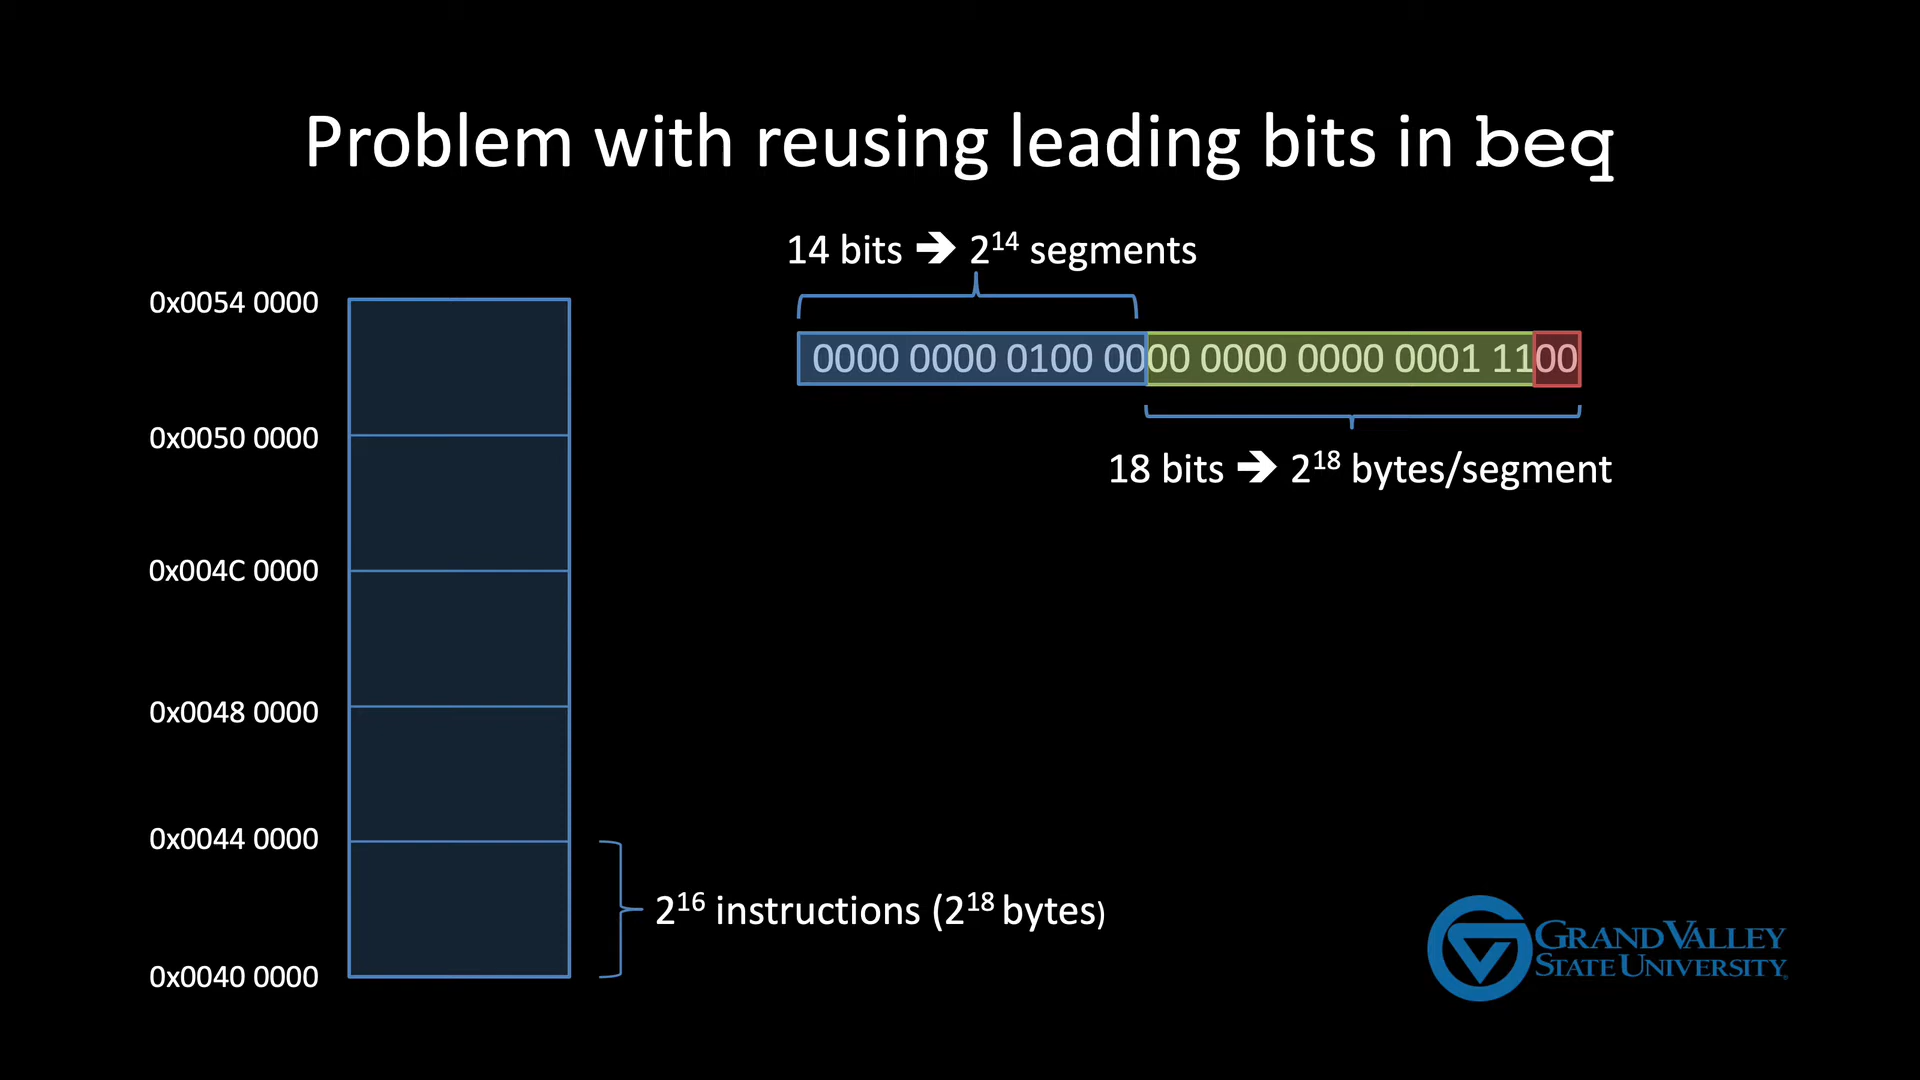 Problem with reusing leading bits in beq
14 bits 🡺 2¹⁴ segments
0000 0000 0100 0000 0000 0000 0001 1100
18 bits 🡺 2¹⁸ bytes/segment
0x0054 0000
0x0050 0000
0x004C 0000
0x0048 0000
0x0044 0000
2¹⁶ instructions (2¹⁸ bytes)
0x0040 0000
GRAND VALLEY
STATE UNIVERSITY